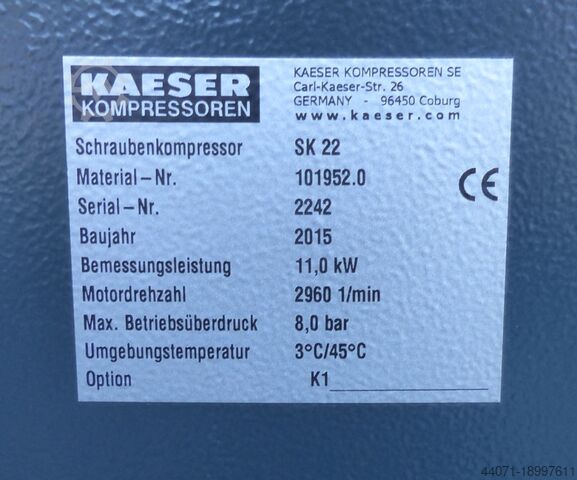 KAESER
KOMPRESSOREN
KAESER KOMPRESSOREN SE
Carl-Kaeser-Str. 26
GERMANY - 96450 Coburg
www.kaeser.com
Schraubenkompressor SK 22
Material-Nr. 101952.0
CE
Serial-Nr. 2242
Baujahr 2015
Bemessungsleistung 11,0 kW
Motordrehzahl 2960 1/min
Max. Betriebsüberdruck 8,0 bar
Umgebungstemperatur 3°C/45°C
Option K1
44071-18997611